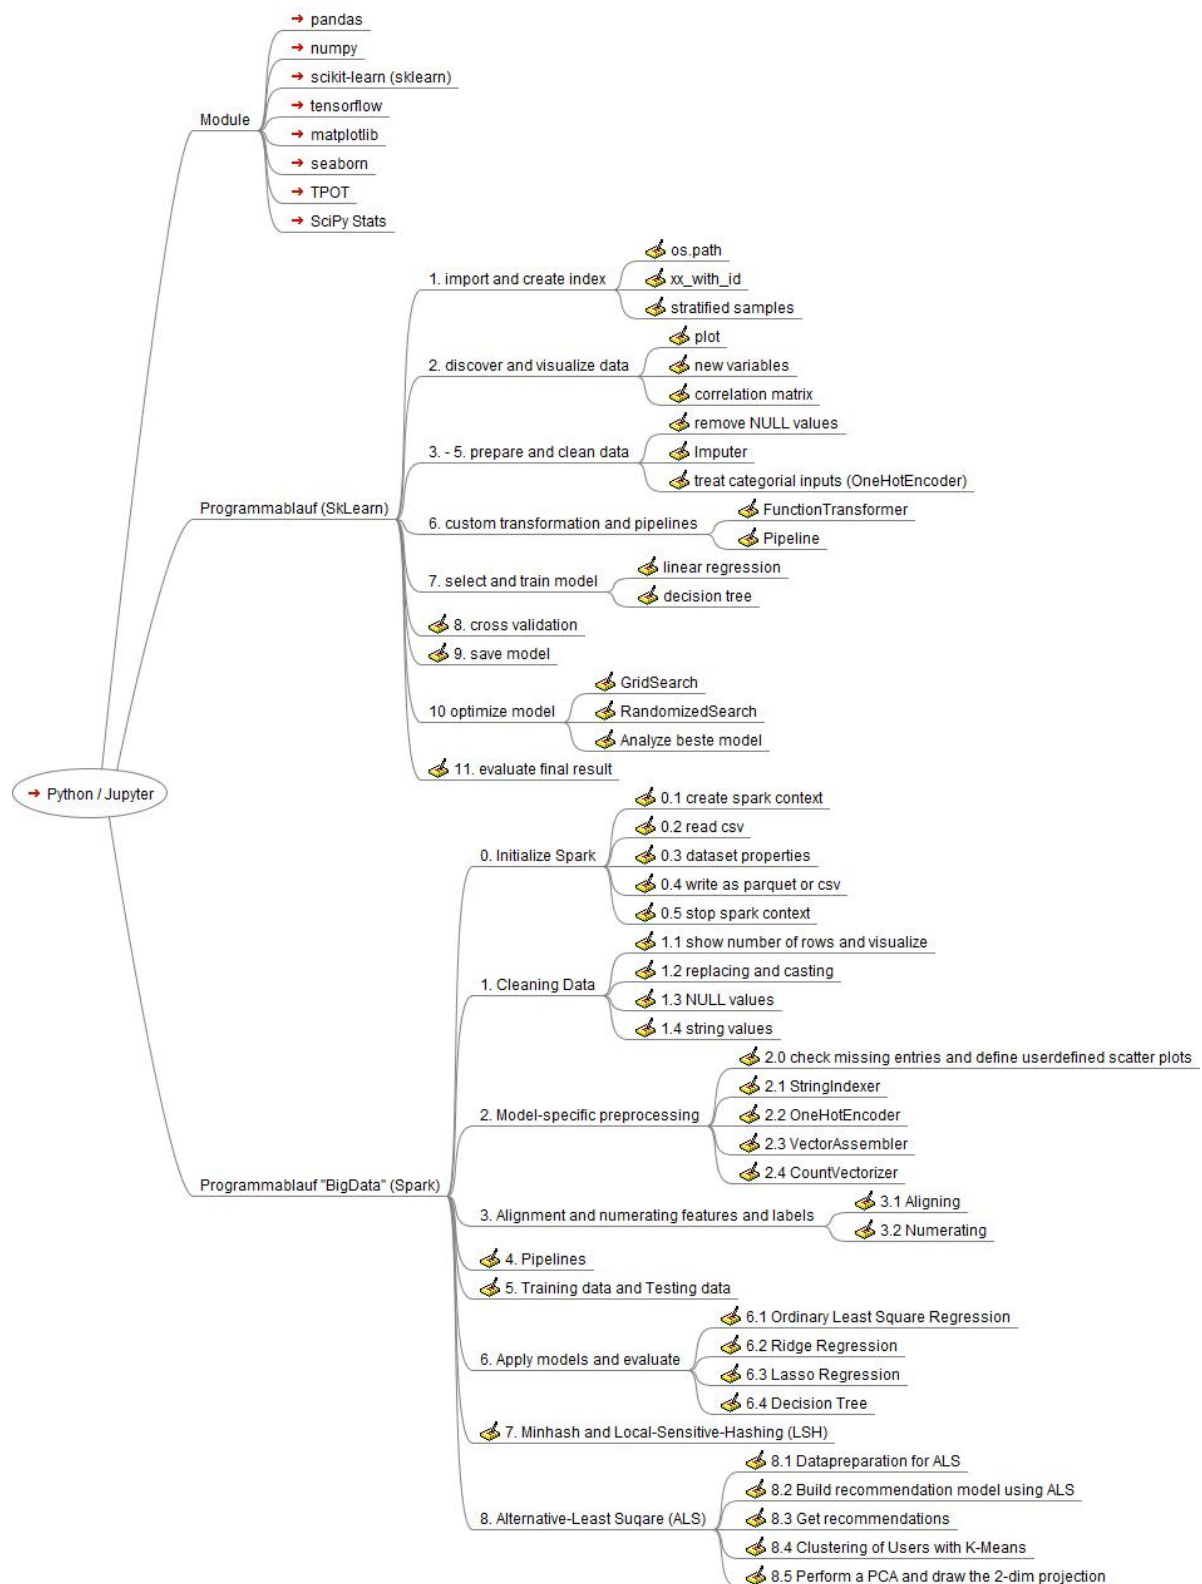 pandas
numpy
scikit-learn (sklearn)
tensorflow
Module
matplotlib
seaborn
TPOT
SciPy Stats
os.path
1. import and create index
xx_with_id
stratified samples
plot
2. discover and visualize data
new variables
correlation matrix
remove NULL values
3. - 5. prepare and clean data
Imputer
treat categorial inputs (OneHotEncoder)
Programmablauf (SkLearn)
FunctionTransformer
6. custom transformation and pipelines
Pipeline
linear regression
7. select and train model
decision tree
8. cross validation
9. save model
GridSearch
10 optimize model
RandomizedSearch
Analyze beste model
11. evaluate final result
Python / Jupyter
0.1 create spark context
0.2 read csv
0. Initialize Spark
0.3 dataset properties
0.4 write as parquet or csv
0.5 stop spark context
1.1 show number of rows and visualize
1.2 replacing and casting
1. Cleaning Data
1.3 NULL values
1.4 string values
2.0 check missing entries and define userdefined scatter plots
2.1 StringIndexer
2. Model-specific preprocessing
2.2 OneHotEncoder
2.3 VectorAssembler
2.4 CountVectorizer
Programmablauf "BigData" (Spark)
3.1 Aligning
3. Alignment and numerating features and labels
3.2 Numerating
4. Pipelines
5. Training data and Testing data
6.1 Ordinary Least Square Regression
6.2 Ridge Regression
6. Apply models and evaluate
6.3 Lasso Regression
6.4 Decision Tree
7. Minhash and Local-Sensitive-Hashing (LSH)
8.1 Datapreparation for ALS
8.2 Build recommendation model using ALS
8. Alternative-Least Suqare (ALS)
8.3 Get recommendations
8.4 Clustering of Users with K-Means
8.5 Perform a PCA and draw the 2-dim projection